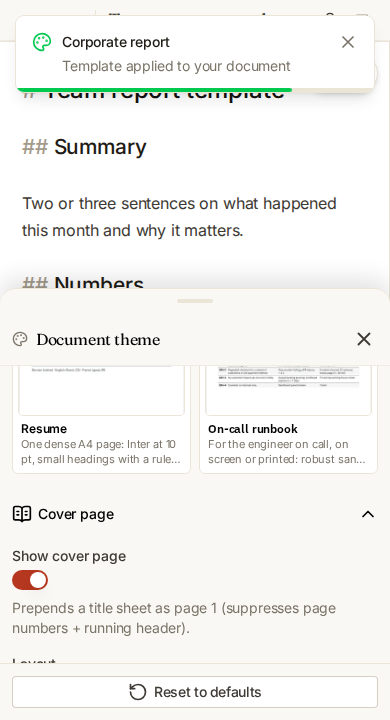 Corporate report
Template applied to your document
# Team report template
## Summary
Two or three sentences on what happened
this month and why it matters.
## Numbers
Document theme
Resume
One dense A4 page: Inter at 10
pt, small headings with a rule...
On-call runbook
For the engineer on call, on
screen or printed: robust san...
Cover page
Show cover page
Prepends a title sheet as page 1 (suppresses page
numbers + running header).
Layout
Reset to defaults